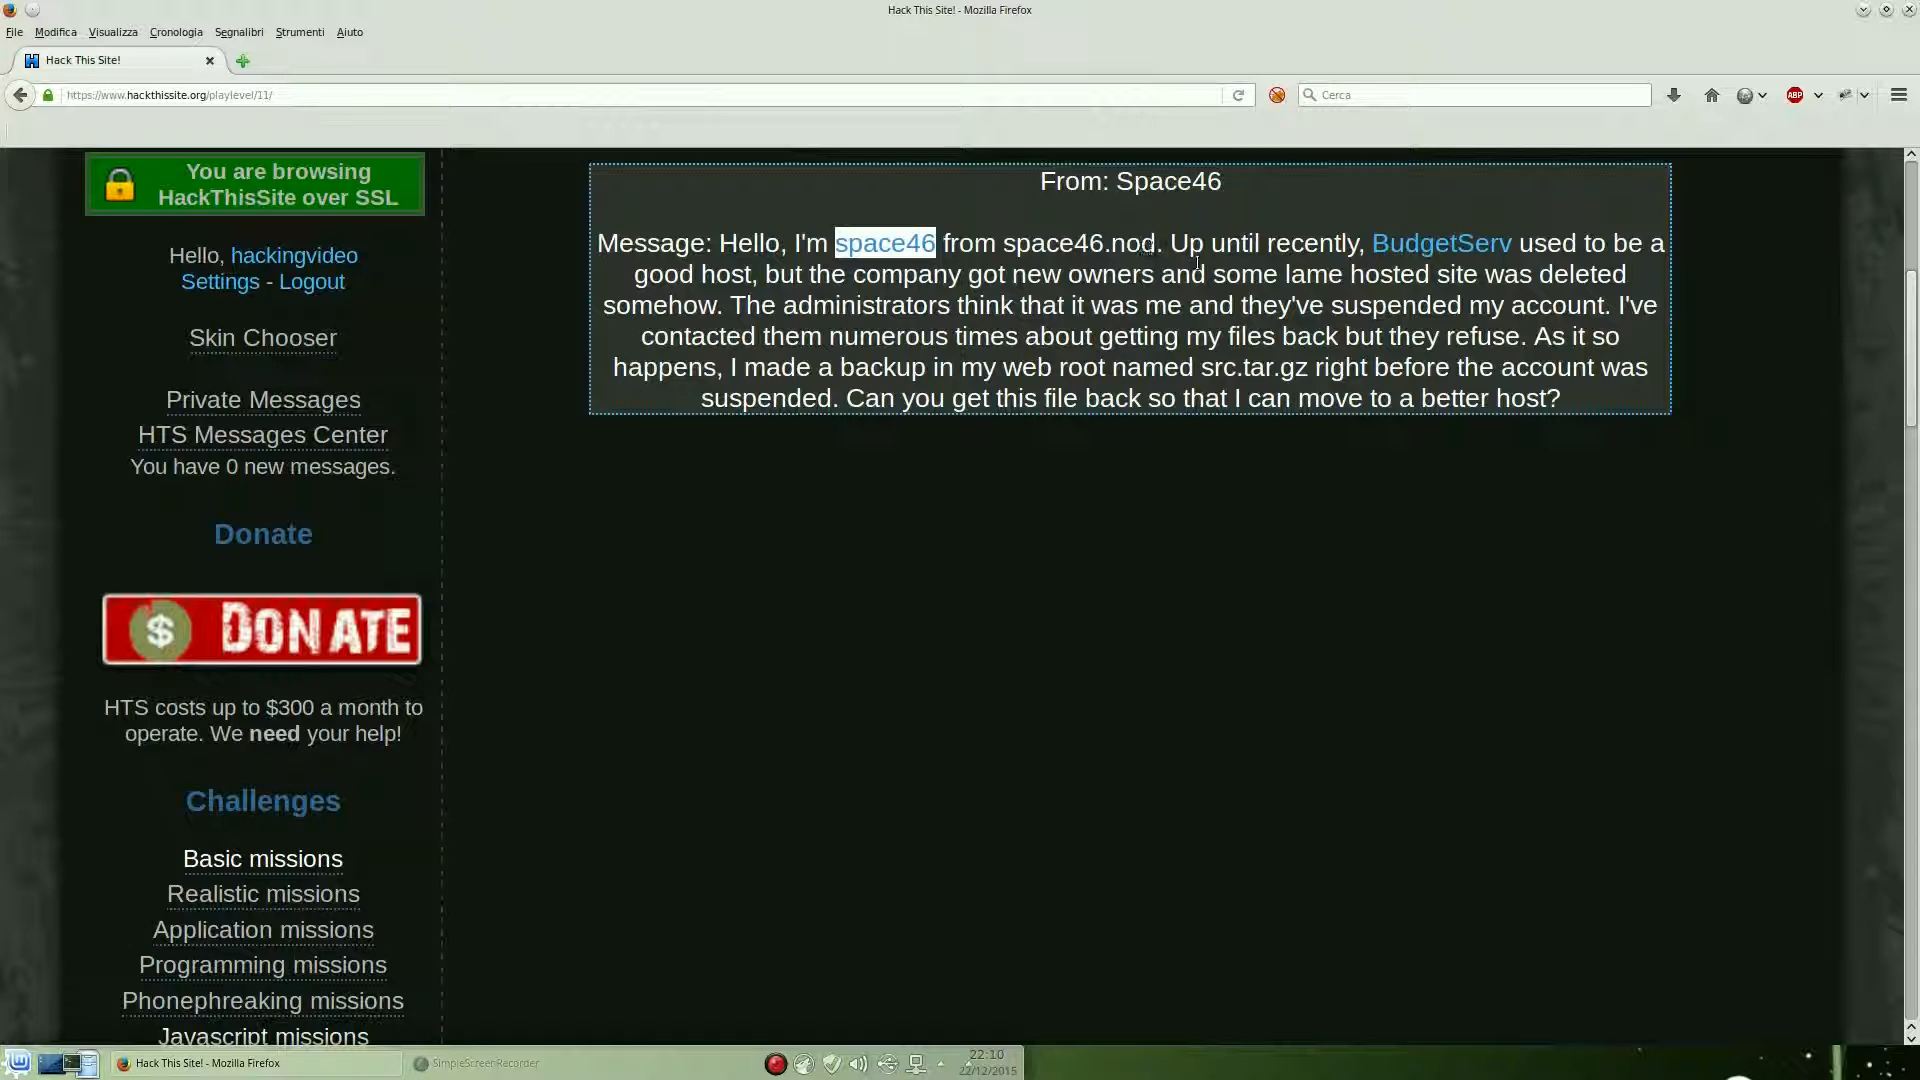 Hack This Site! - Mozilla Firefox
File Modifica Visualizza Cronologia Segnalibri Strumenti Aiuto
Hack This Site!
https://www.hackthissite.org/playlevel/11/
Cerca
ABP
You are browsing
HackThisSite over SSL
Hello, hackingvideo
Settings - Logout
Skin Chooser
Private Messages
HTS Messages Center
You have 0 new messages.
Donate
$ DONATE
HTS costs up to $300 a month to
operate. We need your help!
Challenges
Basic missions
Realistic missions
Application missions
Programming missions
Phonephreaking missions
Javascript missions
From: Space46
Message: Hello, I'm space46 from space46.nod. Up until recently, BudgetServ used to be a
good host, but the company got new owners and some lame hosted site was deleted
somehow. The administrators think that it was me and they've suspended my account. I've
contacted them numerous times about getting my files back but they refuse. As it so
happens, I made a backup in my web root named src.tar.gz right before the account was
suspended. Can you get this file back so that I can move to a better host?
Hack This Site! - Mozilla Firefox
SimpleScreenRecorder
22:10
22/12/2015